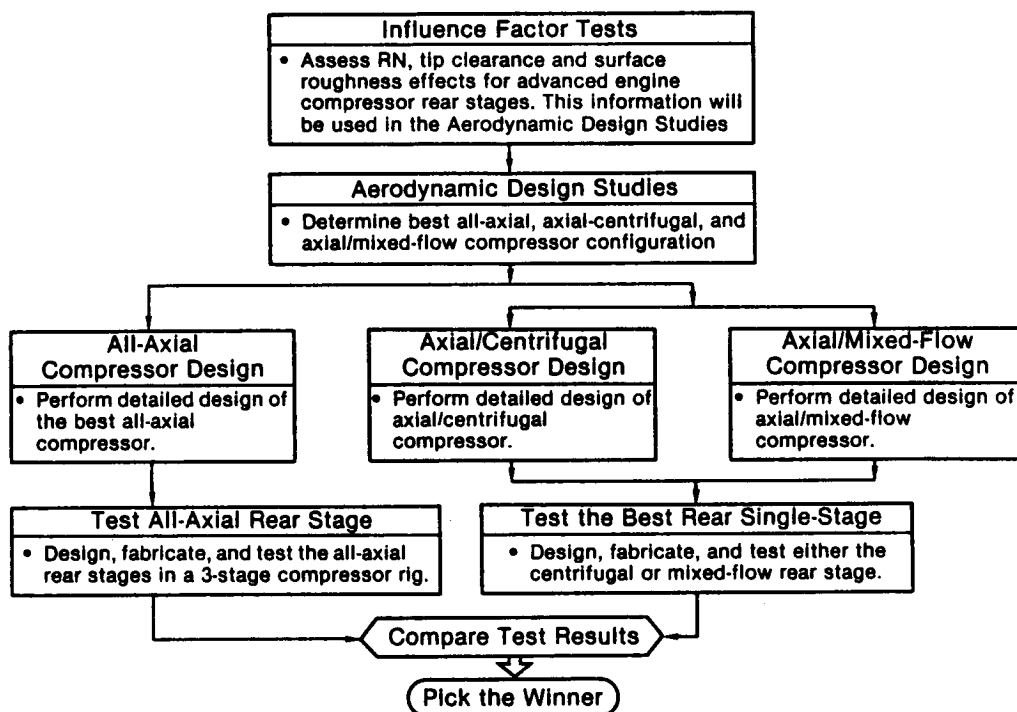 Influence Factor Tests
• Assess RN, tip clearance and surface
roughness effects for advanced engine
compressor rear stages. This information will
be used in the Aerodynamic Design Studies
Aerodynamic Design Studies
• Determine best all-axial, axial-centrifugal, and
axial/mixed-flow compressor configuration
All-Axial
Compressor Design
• Perform detailed design of
the best all-axial
compressor.
Axial/Centrifugal
Compressor Design
• Perform detailed design of
axial/centrifugal
compressor.
Axial/Mixed-Flow
Compressor Design
• Perform detailed design of
axial/mixed-flow
compressor.
Test All-Axial Rear Stage
• Design, fabricate, and test the all-axial
rear stages in a 3-stage compressor rig.
Test the Best Rear Single-Stage
• Design, fabricate, and test either the
centrifugal or mixed-flow rear stage.
Compare Test Results
Pick the Winner